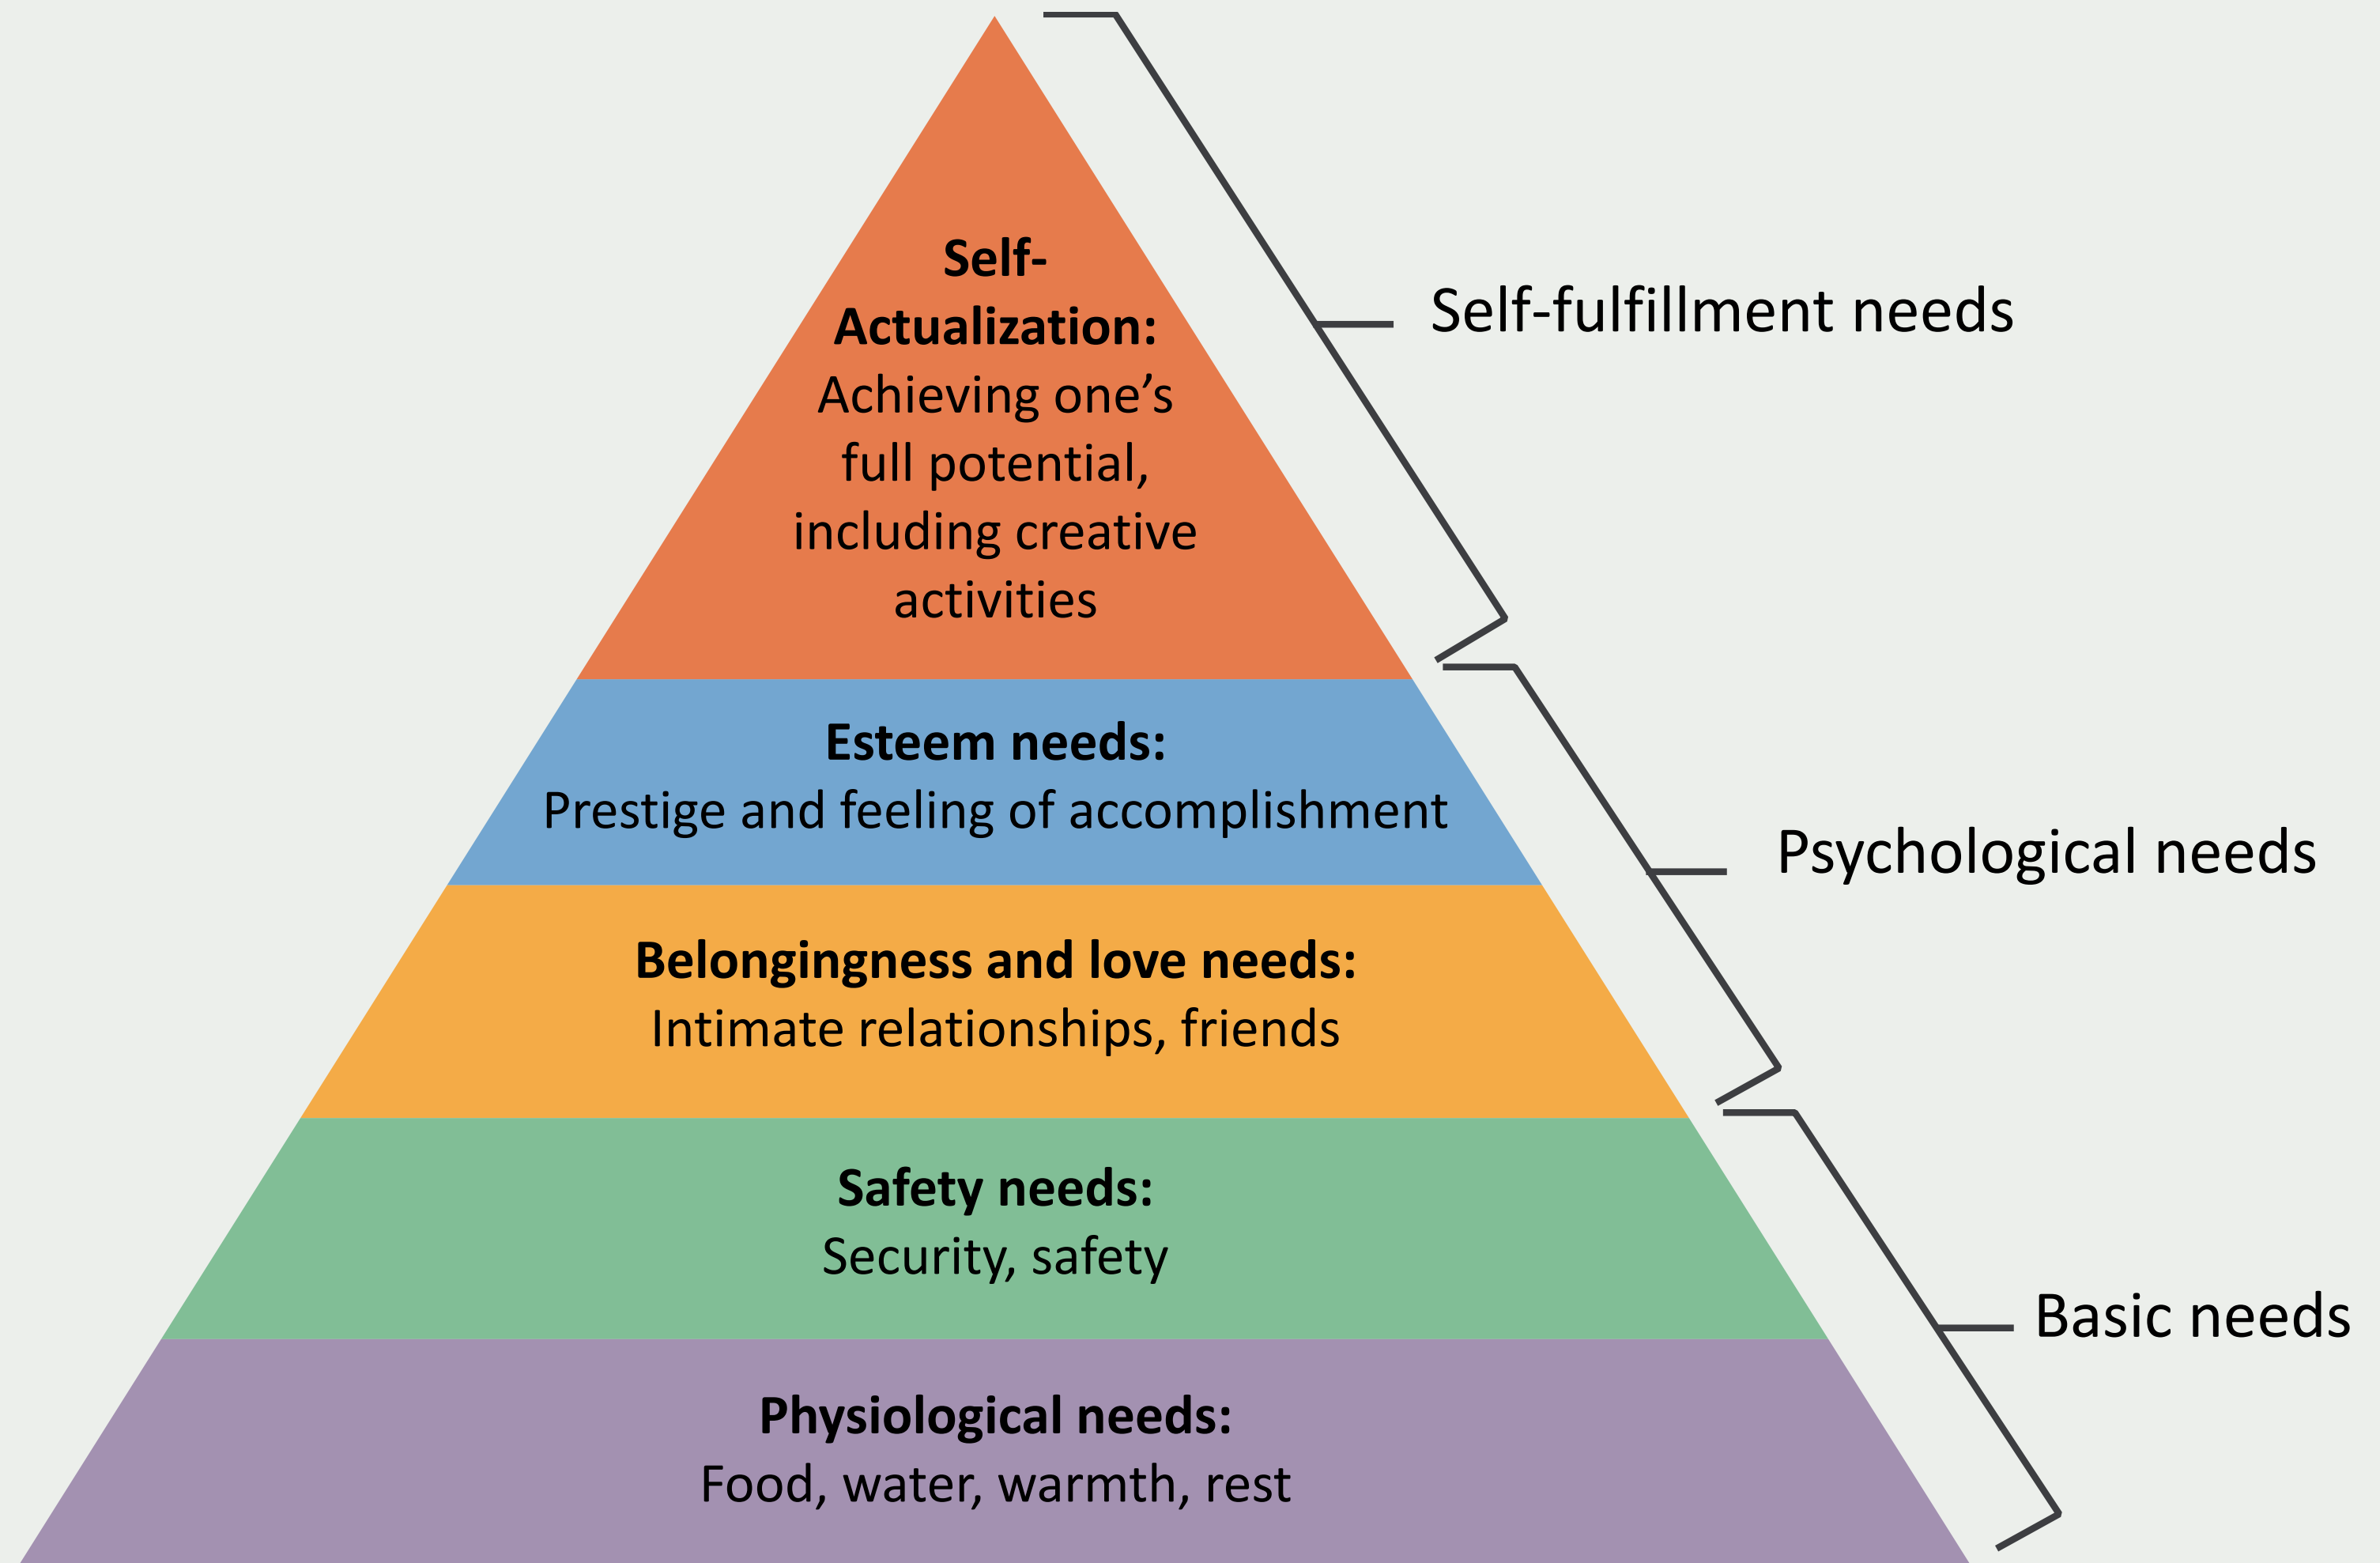 Self-
Actualization:
Achieving one’s
full potential,
including creative
activities
Self-fulfillment needs
Esteem needs:
Prestige and feeling of accomplishment
Psychological needs
Belongingness and love needs:
Intimate relationships, friends
Safety needs:
Security, safety
Basic needs
Physiological needs:
Food, water, warmth, rest